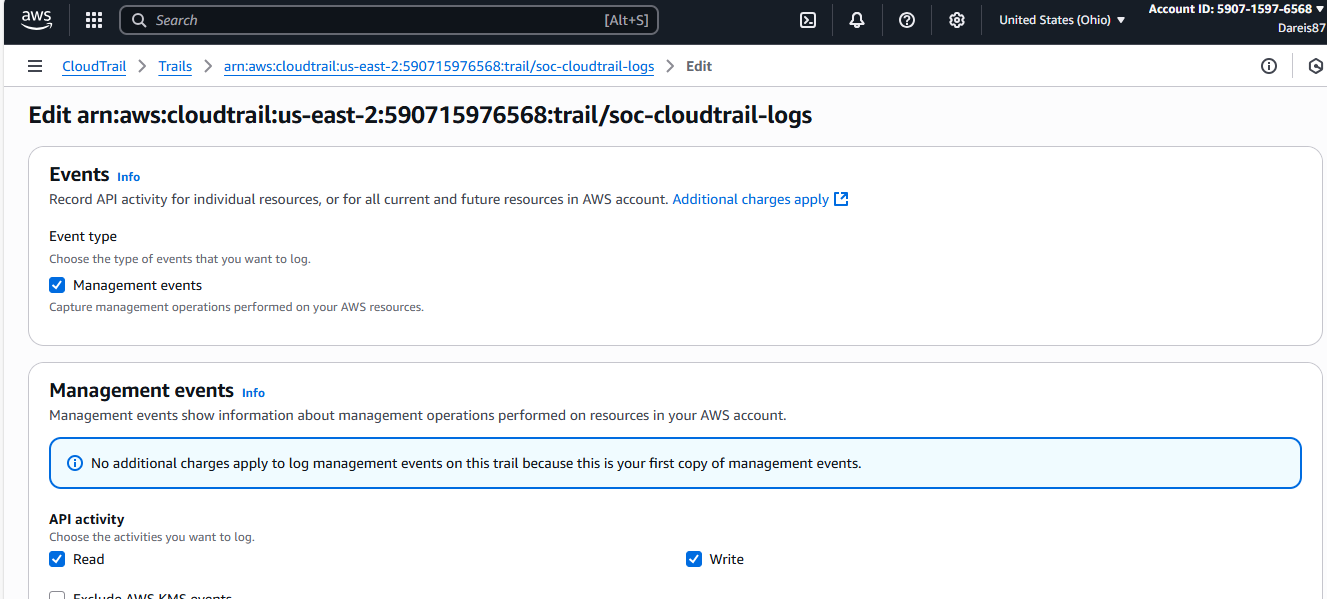 aws
Search [Alt+S]
United States (Ohio)
Account ID: 5907-1597-6568
Dareis87
CloudTrail
Trails
arn:aws:cloudtrail:us-east-2:590715976568:trail/soc-cloudtrail-logs
Edit
Edit arn:aws:cloudtrail:us-east-2:590715976568:trail/soc-cloudtrail-logs
Events Info
Record API activity for individual resources, or for all current and future resources in AWS account. Additional charges apply
Event type
Choose the type of events that you want to log.
Management events
Capture management operations performed on your AWS resources.
Management events Info
Management events show information about management operations performed on resources in your AWS account.
No additional charges apply to log management events on this trail because this is your first copy of management events.
API activity
Choose the activities you want to log.
Read
Write
Exclude AWS KMS events